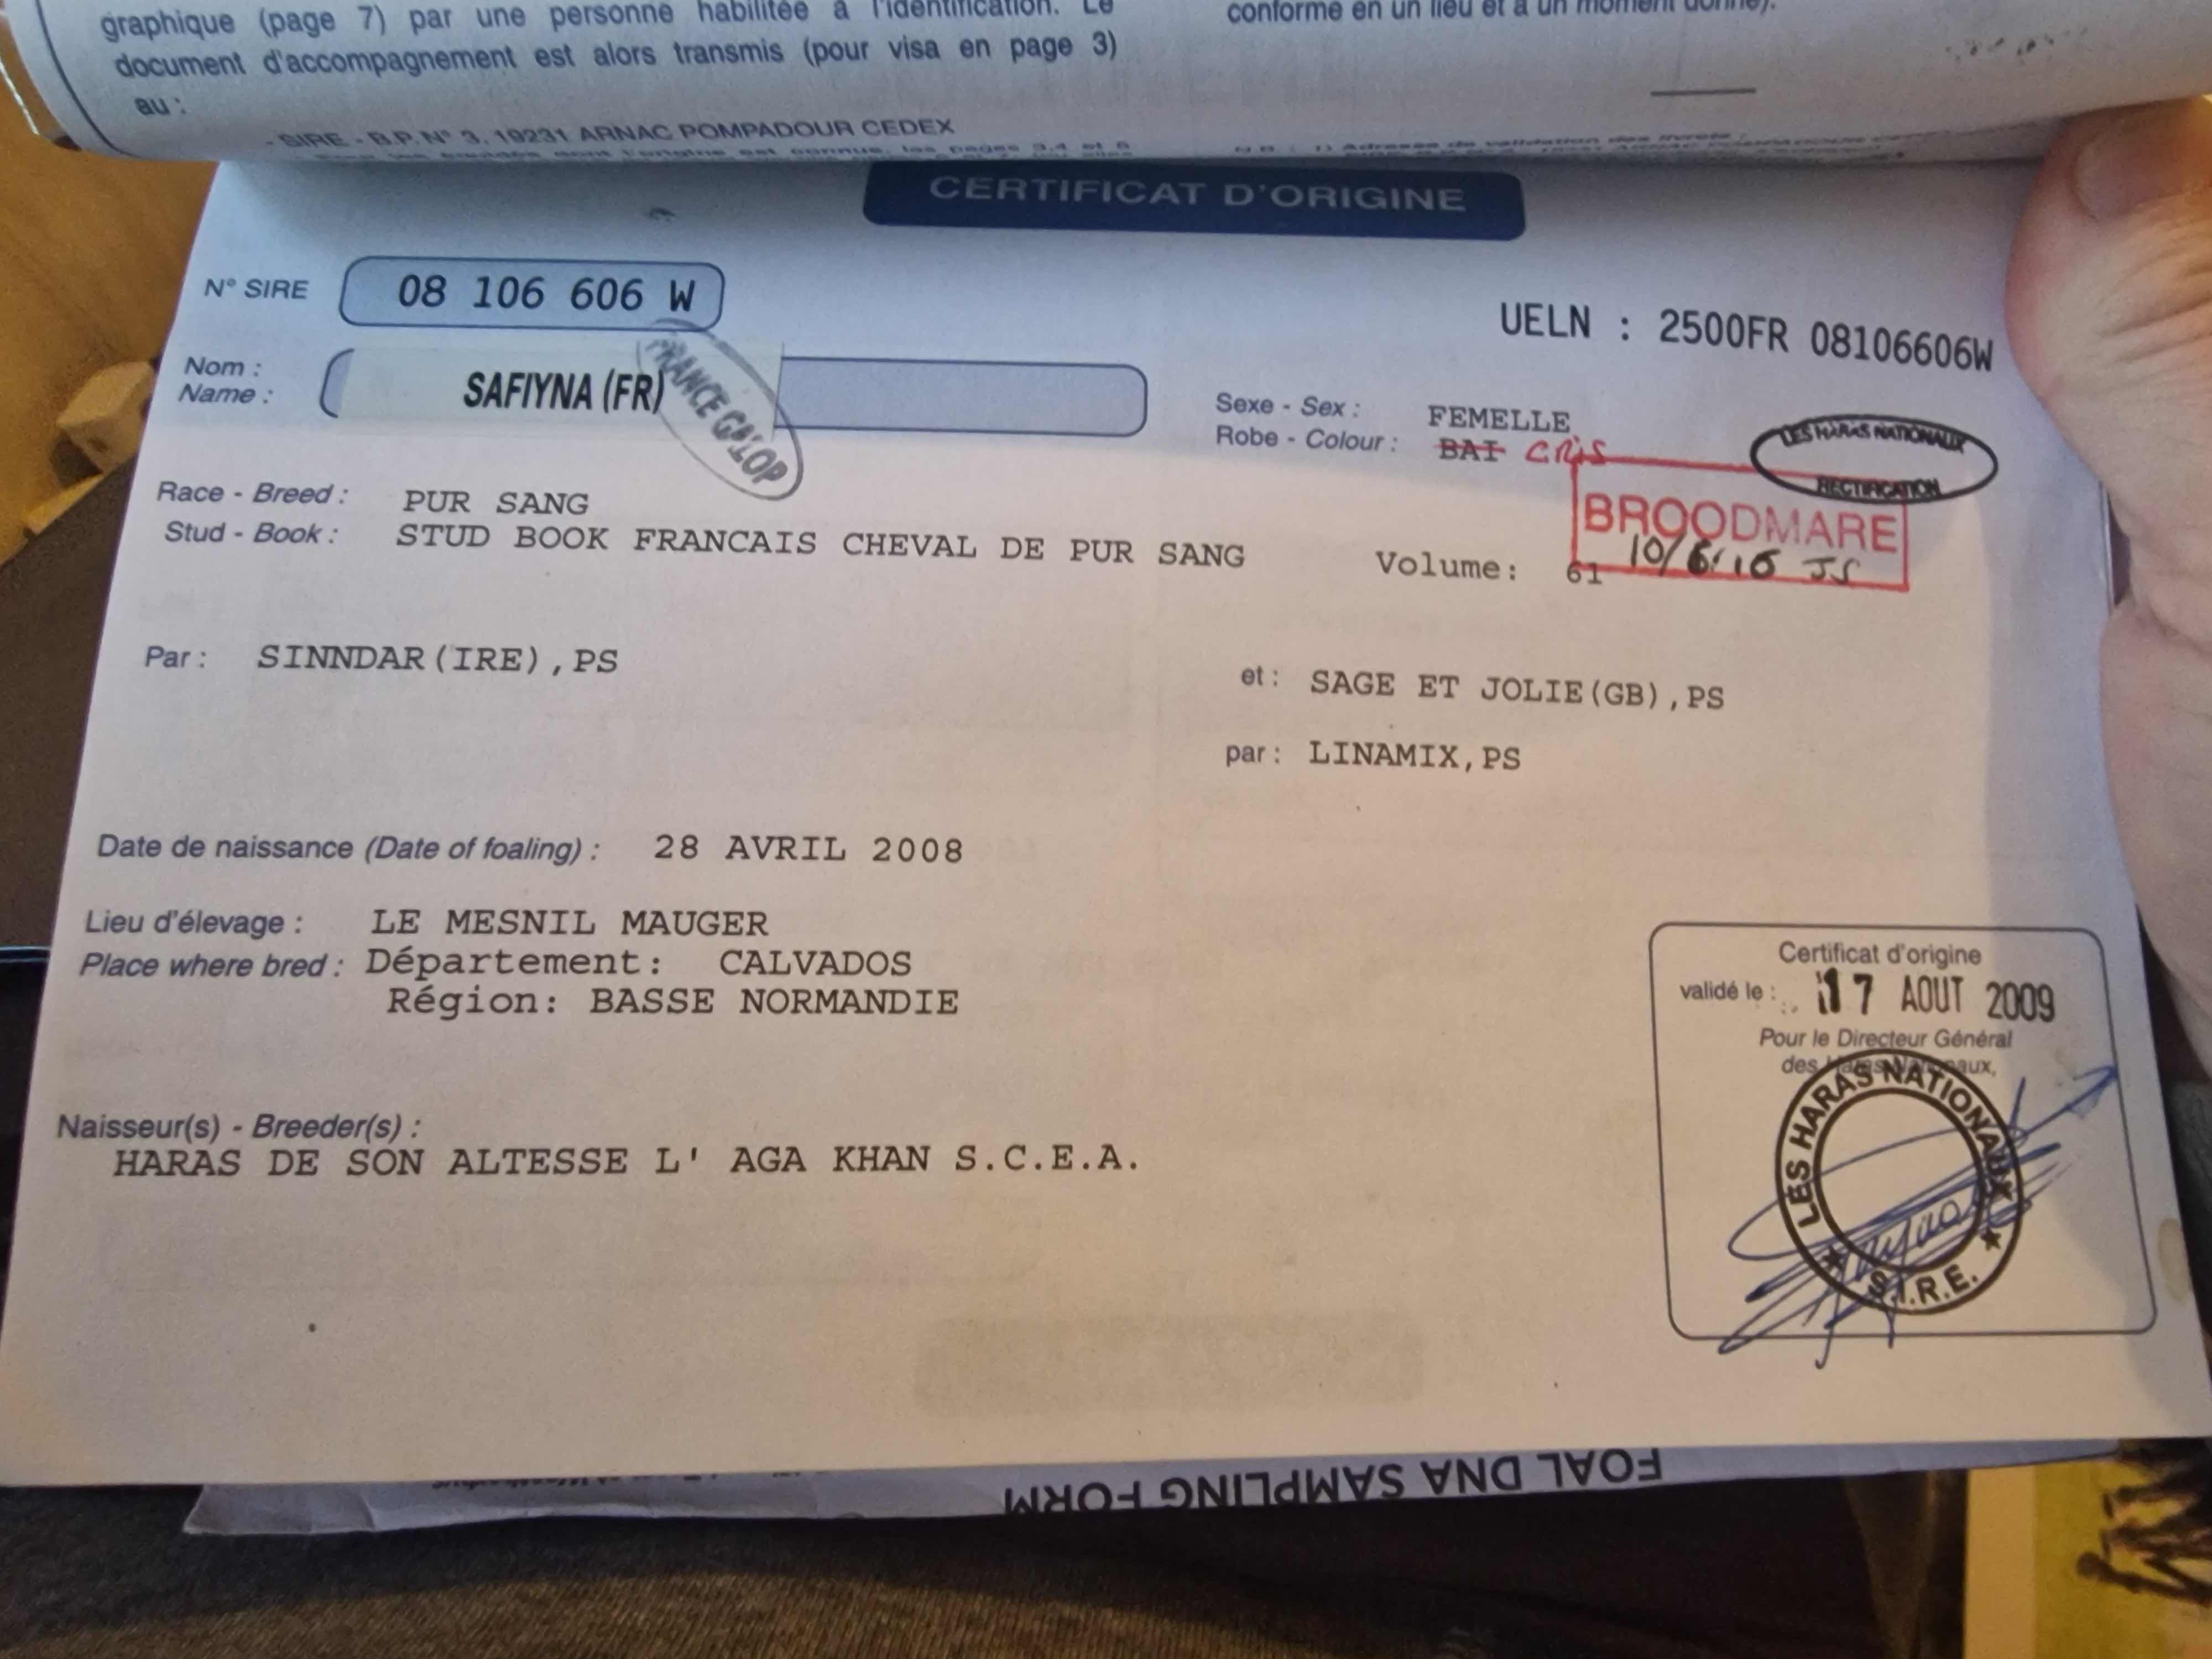 graphique (page 7) par une personne habilitée à l'identification. Le
document d'accompagnement est alors transmis (pour visa en page 3)
au :
- SIRE - B.P. N° 3, 19231 ARNAC POMPADOUR CEDEX
conforme en un lieu et à un moment donné).
CERTIFICAT D'ORIGINE
N° SIRE 08 106 606 W
UELN : 2500FR 08106606W
Nom :
Name : SAFIYNA (FR)
FRANCE GALOP
Sexe - Sex : FEMELLE
Robe - Colour : BAI GRIS
LES HARAS NATIONAUX
RECTIFICATION
Race - Breed : PUR SANG
Stud - Book : STUD BOOK FRANCAIS CHEVAL DE PUR SANG
Volume: 61
BROODMARE
10/6/16 JS
Par : SINNDAR(IRE),PS
et : SAGE ET JOLIE(GB),PS
par : LINAMIX,PS
Date de naissance (Date of foaling) : 28 AVRIL 2008
Lieu d'élevage : LE MESNIL MAUGER
Place where bred : Département: CALVADOS
Région: BASSE NORMANDIE
Naisseur(s) - Breeder(s) :
HARAS DE SON ALTESSE L' AGA KHAN S.C.E.A.
Certificat d'origine
validé le : 17 AOUT 2009
Pour le Directeur Général
des Haras Nationaux,
LES HARAS NATIONAUX
S.I.R.E.
FOAL DNA SAMPLING FORM